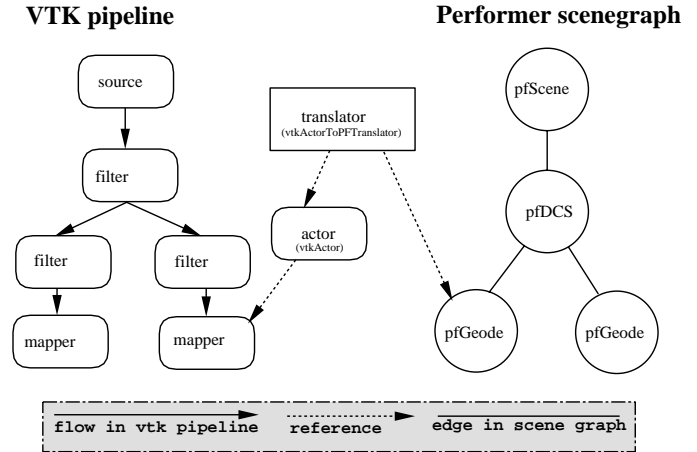 VTK pipeline
Performer scenegraph
source
translator
(vtkActorToPFTranslator)
pfScene
filter
pfDCS
actor
(vtkActor)
filter
filter
mapper
mapper
pfGeode
pfGeode
flow in vtk pipeline
reference
edge in scene graph